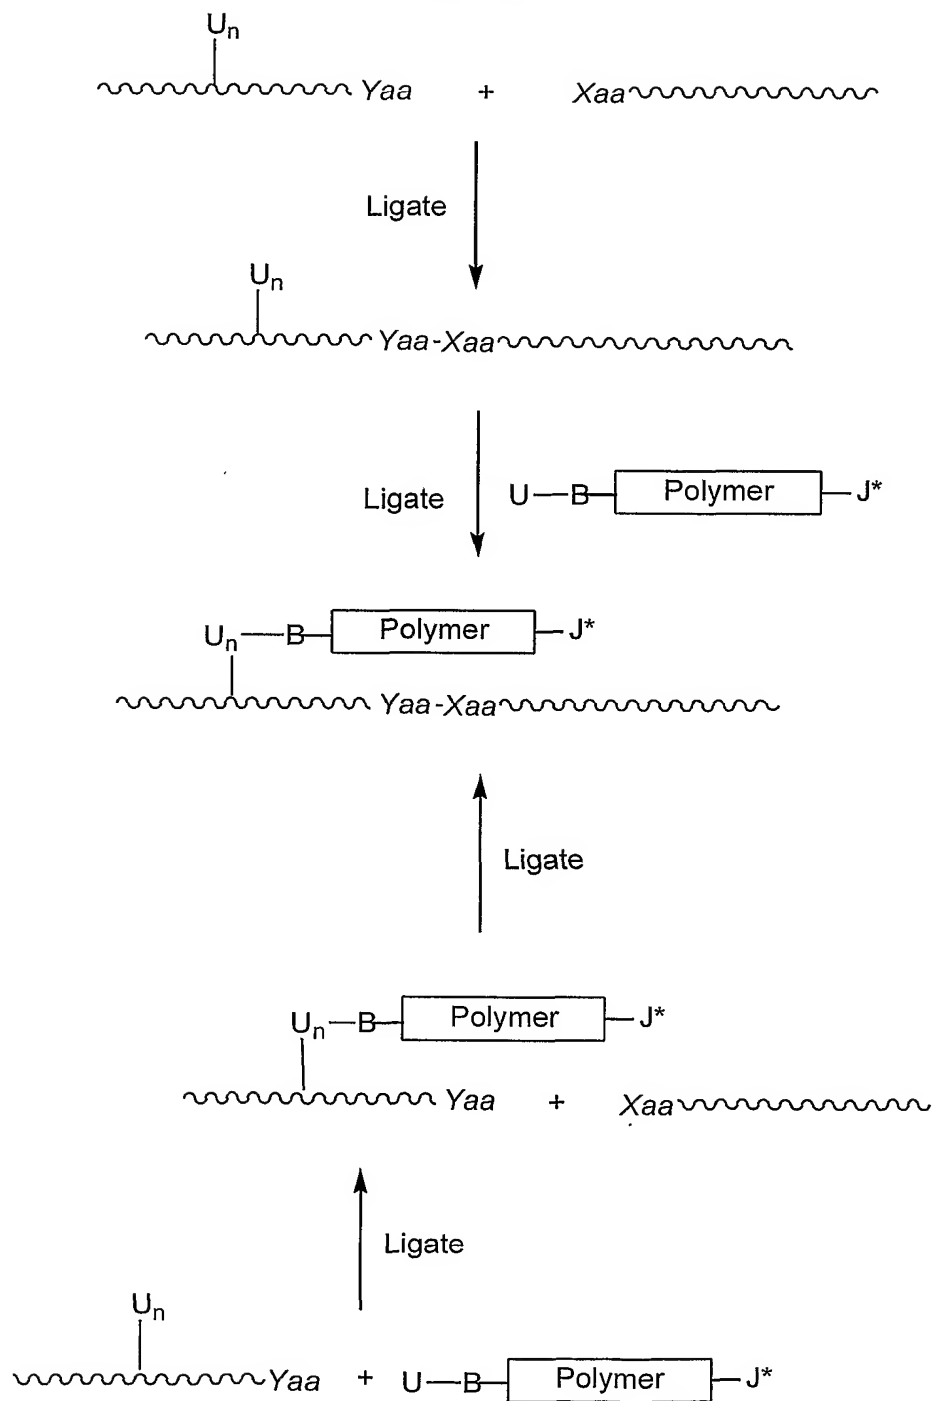 Un
Yaa + Xaa
Ligate
Un
Yaa-Xaa
Ligate U—B—Polymer—J*
Un—B—Polymer—J*
Yaa-Xaa
Ligate
Un—B—Polymer—J*
Yaa + Xaa
Ligate
Un
Yaa + U—B—Polymer—J*